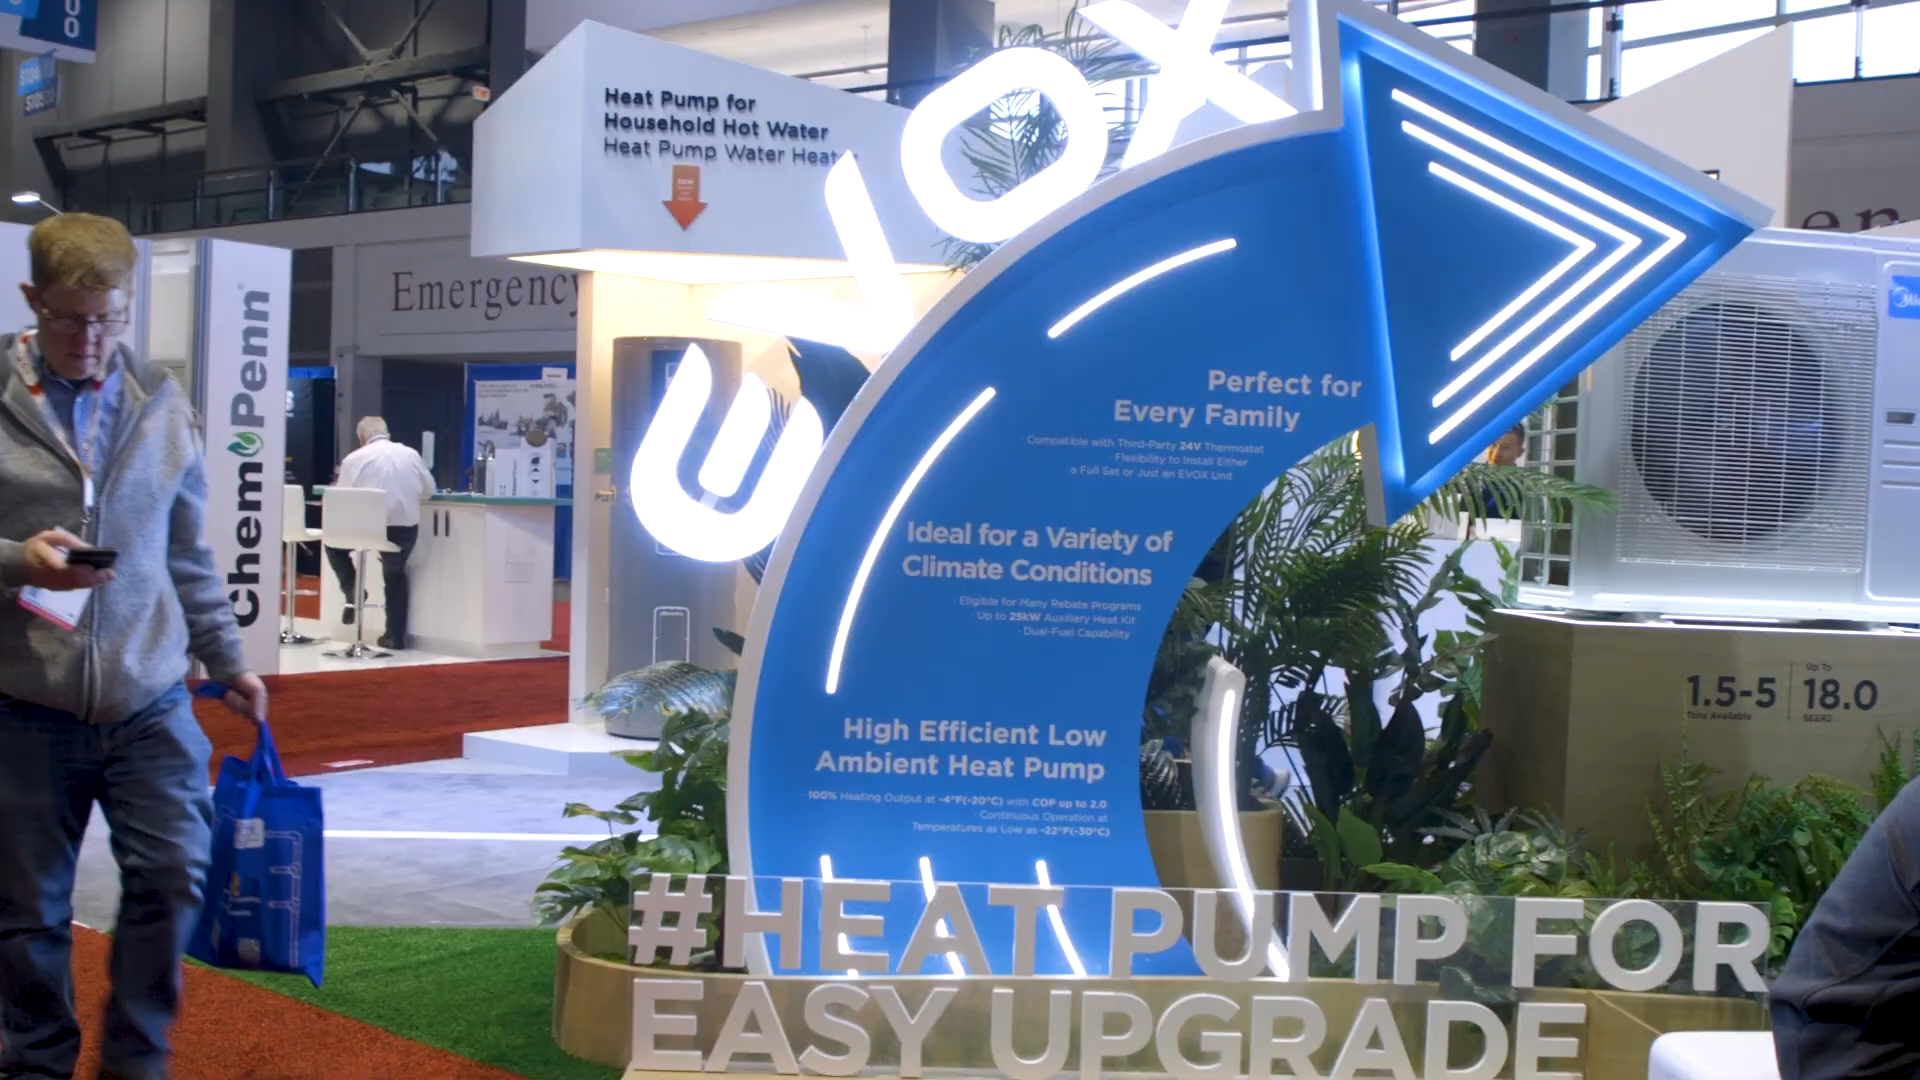 Heat Pump for
Household Hot Water
Heat Pump Water Heater
Emergency
ChemPenn
EVOX
Perfect for
Every Family
Compatible with Third-Party 24V Thermostat
· Flexibility to Install Either
a Full Set or Just an EVOX Unit
Ideal for a Variety of
Climate Conditions
· Eligible for Many Rebate Programs
Up to 25kW Auxiliary Heat Kit
· Dual-Fuel Capability
High Efficient Low
Ambient Heat Pump
100% Heating Output at -4°F(-20°C) with COP up to 2.0
· Continuous Operation at
Temperatures as Low as -22°F(-30°C)
1.5-5
Tons Available
Up To
18.0
SEER2
#HEAT PUMP FOR
EASY UPGRADE